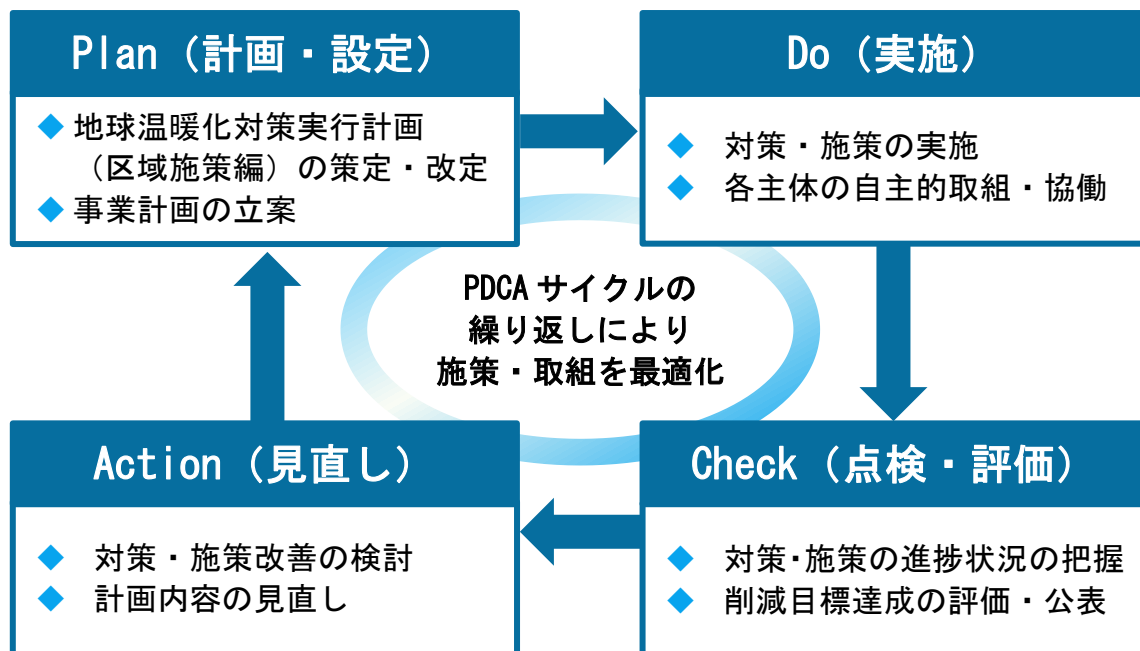 Plan（計画・設定）
◆ 地球温暖化対策実行計画
（区域施策編）の策定・改定
◆ 事業計画の立案
Do（実施）
◆ 対策・施策の実施
◆ 各主体の自主的取組・協働
PDCAサイクルの
繰り返しにより
施策・取組を最適化
Action（見直し）
◆ 対策・施策改善の検討
◆ 計画内容の見直し
Check（点検・評価）
◆ 対策・施策の進捗状況の把握
◆ 削減目標達成の評価・公表